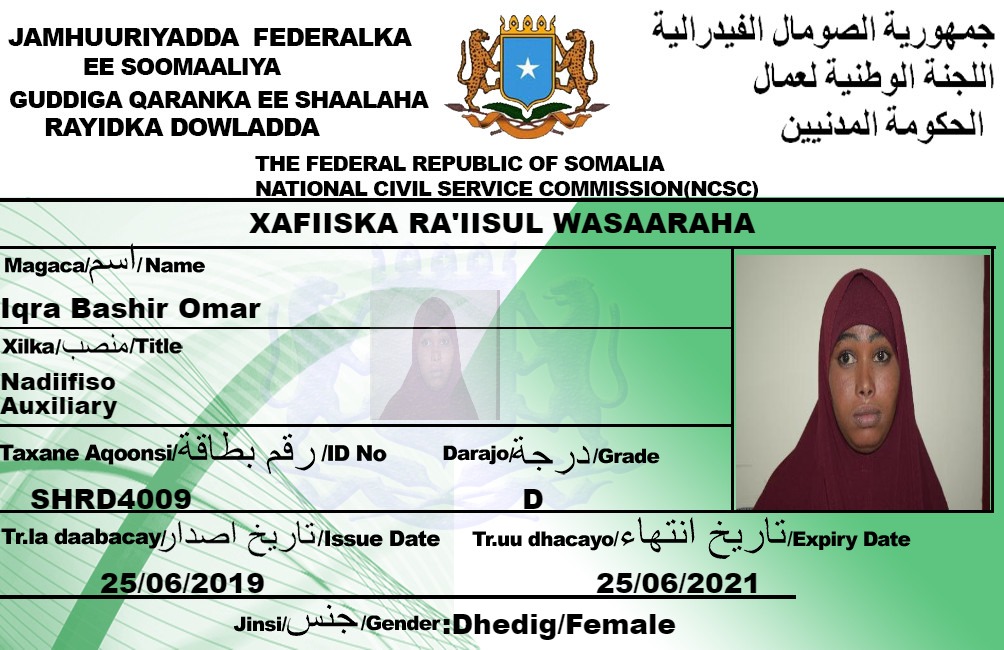 JAMHUURIYADDA FEDERALKA
EE SOOMAALIYA
GUDDIGA QARANKA EE SHAALAHA
RAYIDKA DOWLADDA
جمهورية الصومال الفيدرالية
اللجنة الوطنية لعمال
الحكومة المدنيين
THE FEDERAL REPUBLIC OF SOMALIA
NATIONAL CIVIL SERVICE COMMISSION(NCSC)
XAFIISKA RA'IISUL WASAARAHA
Magaca/اسم/Name
Iqra Bashir Omar
Xilka/منصب/Title
Nadiifiso
Auxiliary
Taxane Aqoonsi/رقم بطاقة/ID No Darajo/درجة/Grade
SHRD4009 D
Tr.la daabacay/تاريخ اصدار/Issue Date Tr.uu dhacayo/تاريخ انتهاء/Expiry Date
25/06/2019 25/06/2021
Jinsi/جنس/Gender:Dhedig/Female